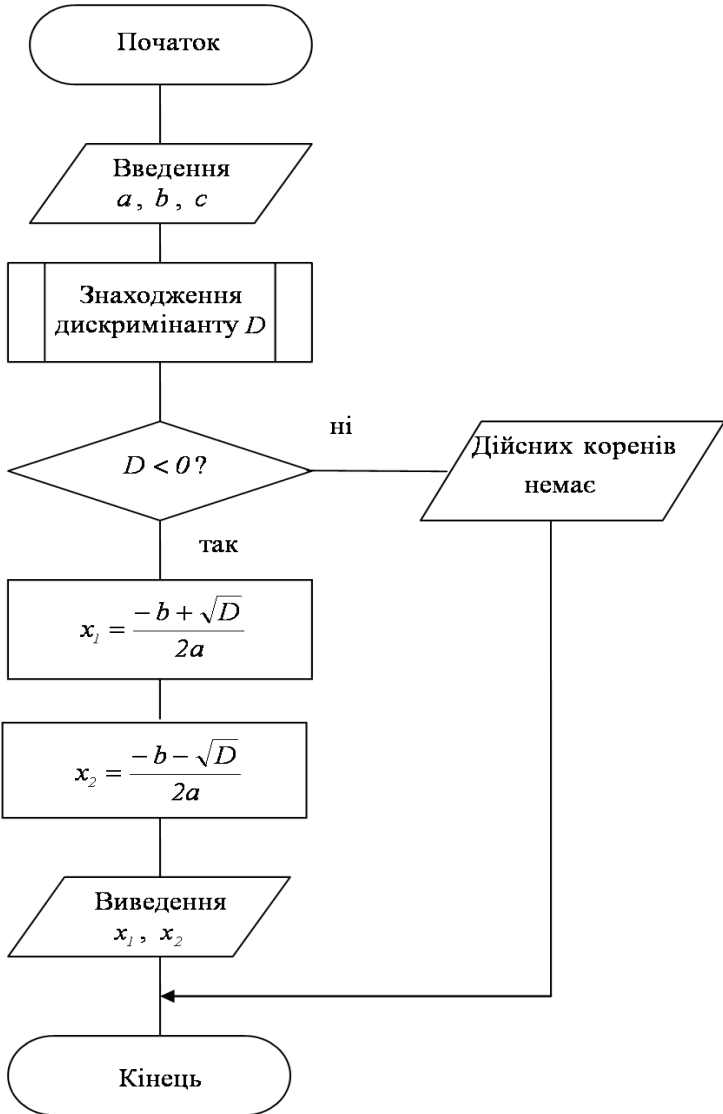 Початок
Введення
a , b , c
Знаходження
дискримінанту D
D < 0 ?
ні
Дійсних коренів
немає
так
x₁ = (−b + √D) / 2a
x₂ = (−b − √D) / 2a
Виведення
x₁ , x₂
Кінець